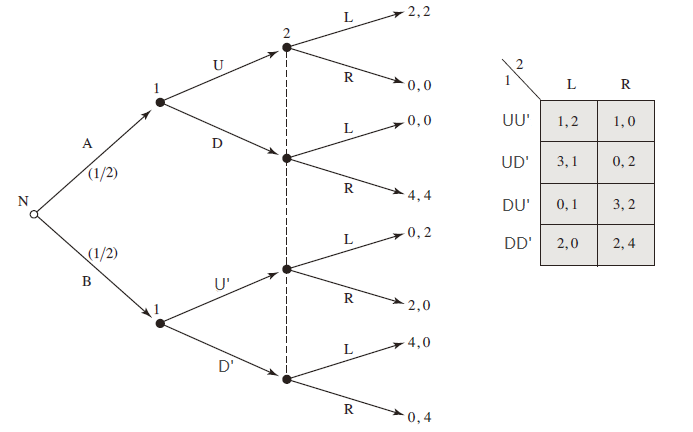 L 2,2
2
U
R 0,0
1
L 0,0
A
D
(1/2)
R 4,4
N
L 0,2
(1/2)
B
U'
R 2,0
1
L 4,0
D'
R 0,4
2
1
L R
UU' 1,2 1,0
UD' 3,1 0,2
DU' 0,1 3,2
DD' 2,0 2,4